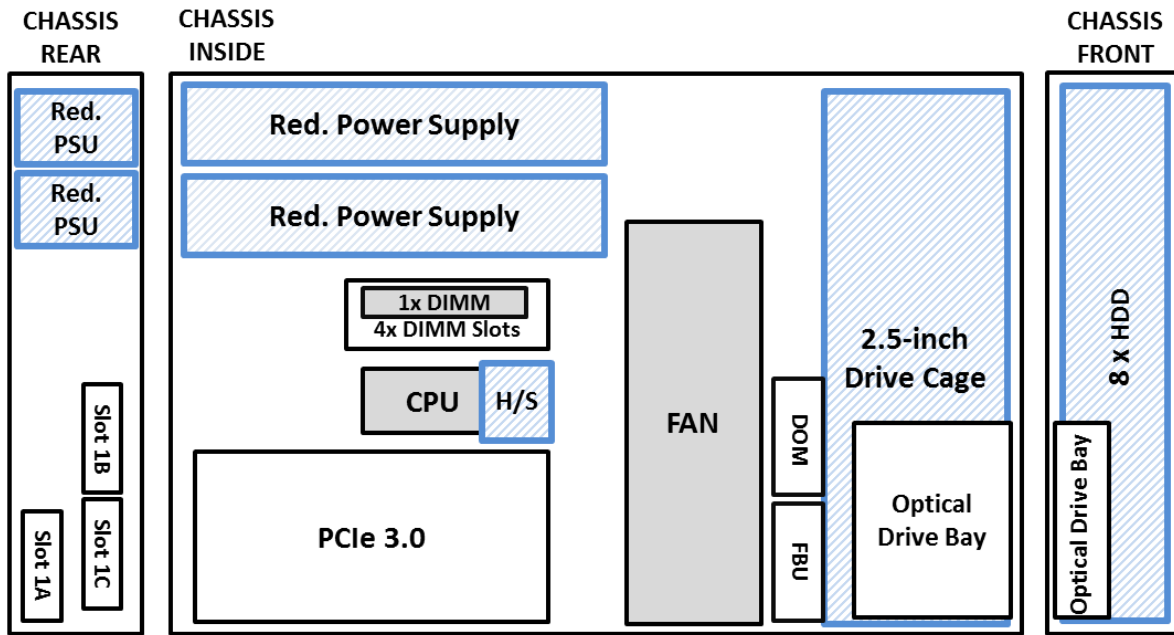 CHASSIS
REAR
Red.
PSU
Red.
PSU
Slot 1B
Slot 1A
Slot 1C
CHASSIS
INSIDE
Red. Power Supply
Red. Power Supply
1x DIMM
4x DIMM Slots
CPU
H/S
PCIe 3.0
FAN
DOM
FBU
2.5-inch
Drive Cage
Optical
Drive Bay
CHASSIS
FRONT
8 x HDD
Optical Drive Bay